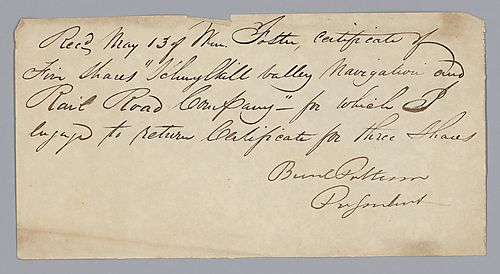 Recd May 13 of Wm. Foster, Certificate of
Five Shares "Schuylkill Valley Navigation and
Rail Road Company" for which I
engage to return Certificate for three Shares
Burd Patterson
President